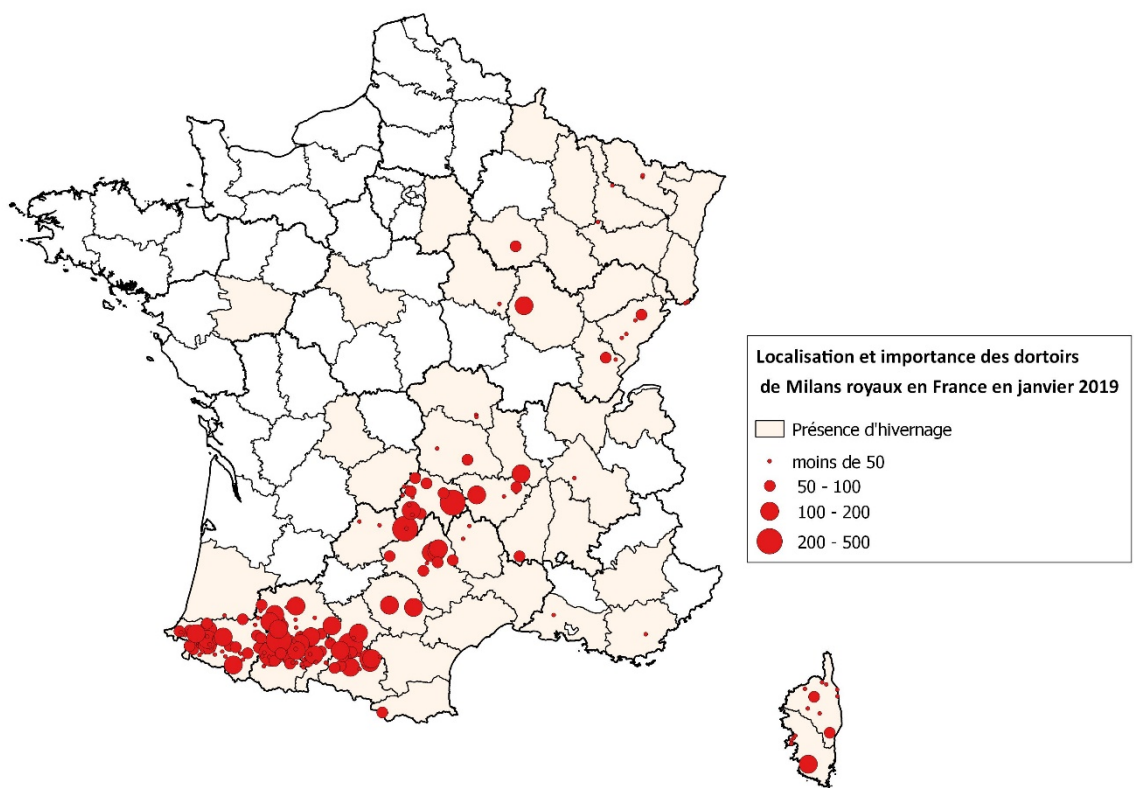 Localisation et importance des dortoirs
de Milans royaux en France en janvier 2019
Présence d'hivernage
moins de 50
50 - 100
100 - 200
200 - 500